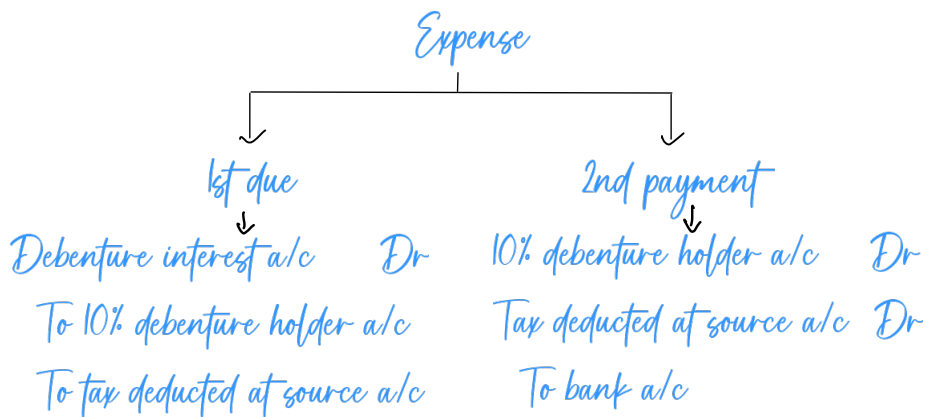 Expense
1st due
Debenture interest a/c Dr
To 10% debenture holder a/c
To tax deducted at source a/c
2nd payment
10% debenture holder a/c Dr
Tax deducted at source a/c Dr
To bank a/c